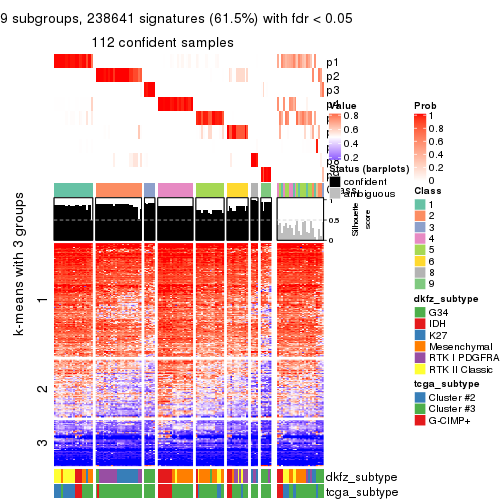 9 subgroups, 238641 signatures (61.5%) with fdr < 0.05
112 confident samples
p1
p2
p3
Value
0.8
0.6
0.4
0.2
Status (barplots)
confident
ambiguous
1
0.5
0
Silhouette
score
k-means with 3 groups
1
2
3
dkfz_subtype
tcga_subtype
Prob
1
0.8
0.6
0.4
0.2
0
Class
1
2
3
4
5
6
8
9
dkfz_subtype
G34
IDH
K27
Mesenchymal
RTK I PDGFRA
RTK II Classic
tcga_subtype
Cluster #2
Cluster #3
G-CIMP+